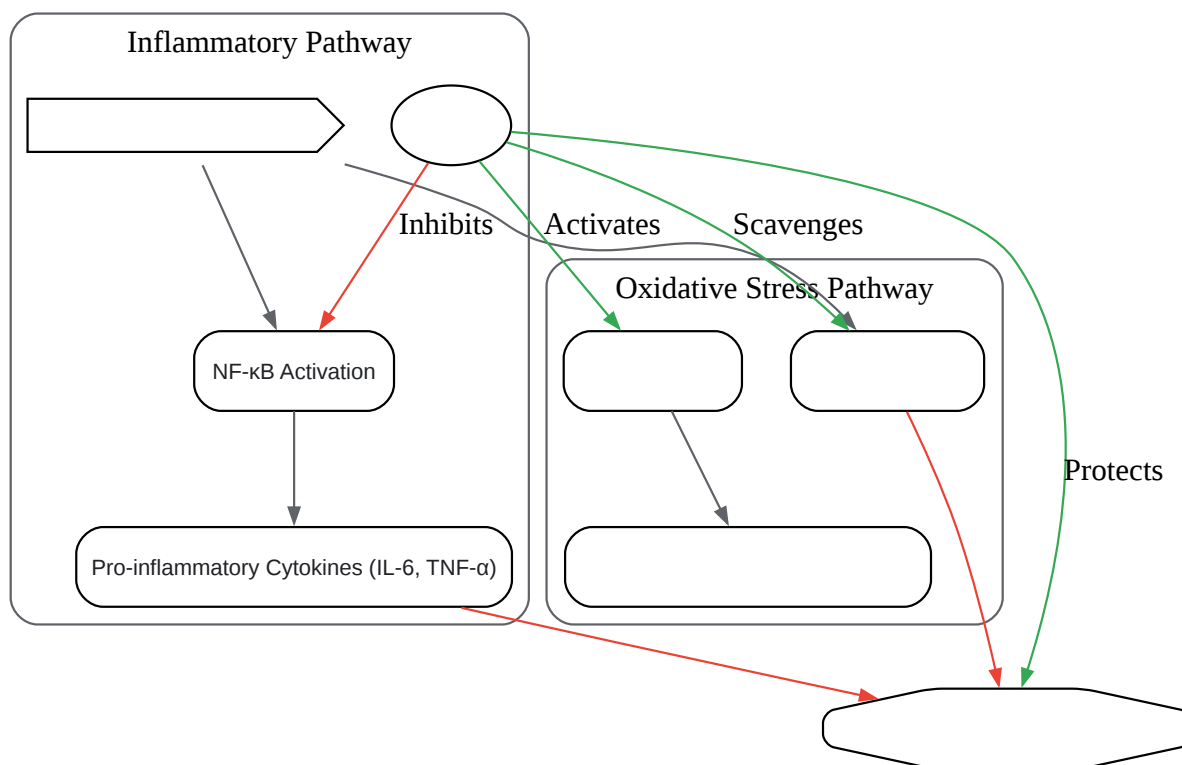 Inflammatory Pathway
Inhibits
Activates
Scavenges
Oxidative Stress Pathway
NF-κB Activation
Protects
Pro-inflammatory Cytokines (IL-6, TNF-α)